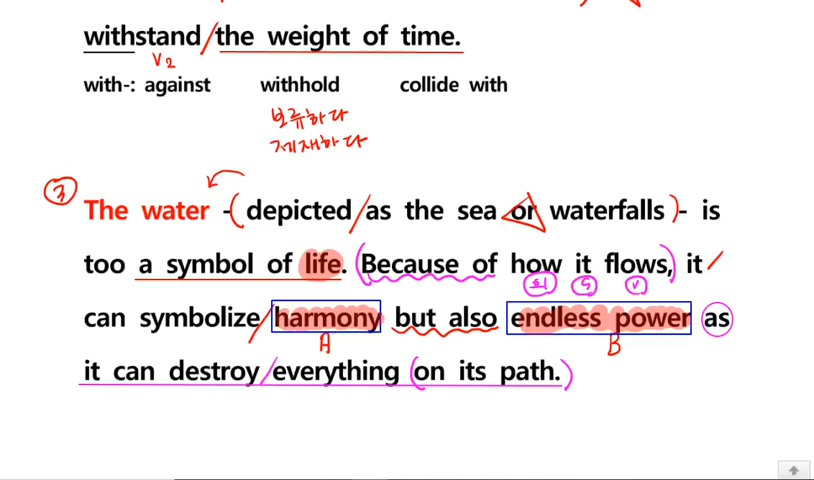 withstand/the weight of time.
V2
with-: against withhold collide with
보류하다
제재하다
③ The water -(depicted/as the sea or waterfalls)- is
too a symbol of life. (Because of how it flows,) it/
의 S V
can symbolize/harmony but also endless power as
A B
it can destroy/everything (on its path.)